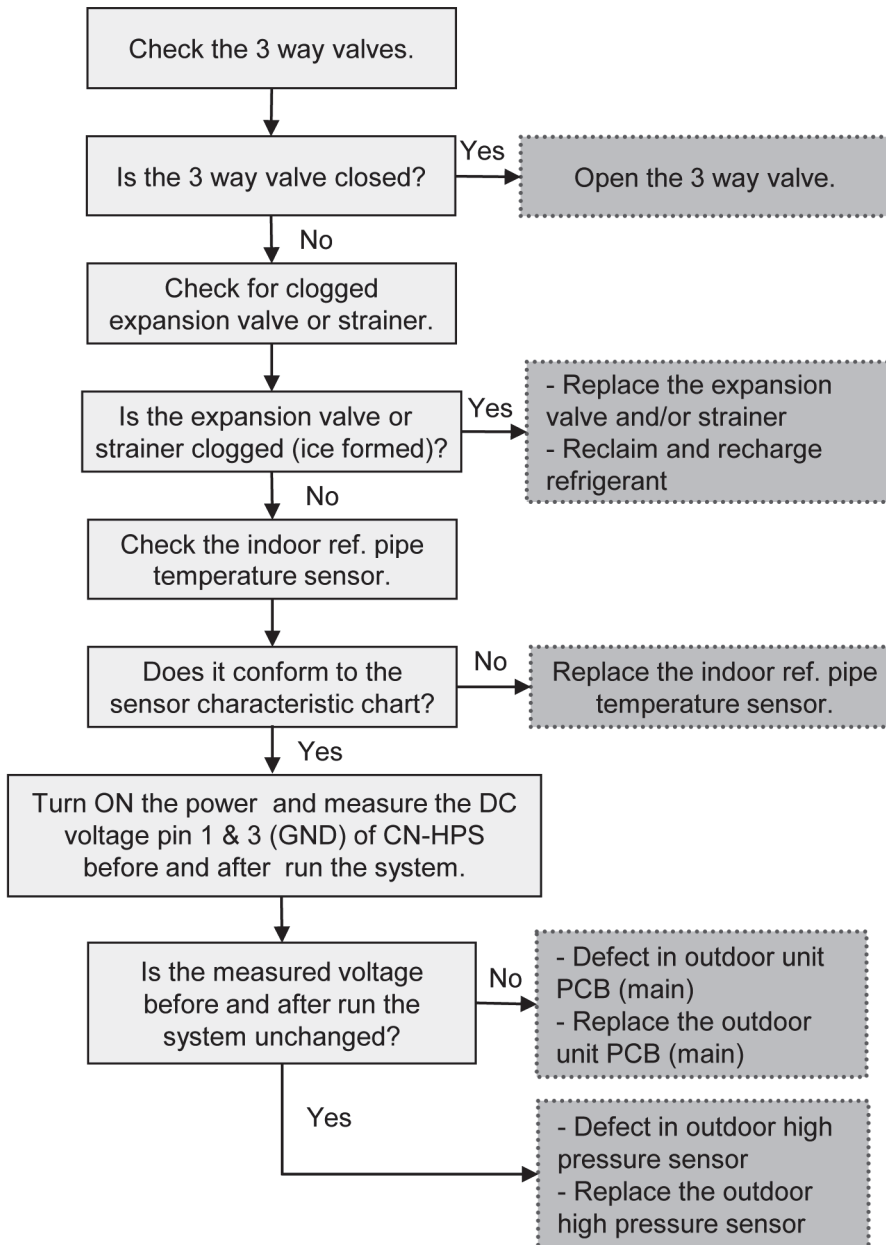 Check the 3 way valves.
Is the 3 way valve closed?
Yes
Open the 3 way valve.
No
Check for clogged
expansion valve or strainer.
Is the expansion valve or
strainer clogged (ice formed)?
Yes
- Replace the expansion
valve and/or strainer
- Reclaim and recharge
refrigerant
No
Check the indoor ref. pipe
temperature sensor.
Does it conform to the
sensor characteristic chart?
No
Replace the indoor ref. pipe
temperature sensor.
Yes
Turn ON the power and measure the DC
voltage pin 1 & 3 (GND) of CN-HPS
before and after run the system.
Is the measured voltage
before and after run the
system unchanged?
No
- Defect in outdoor unit
PCB (main)
- Replace the outdoor
unit PCB (main)
Yes
- Defect in outdoor high
pressure sensor
- Replace the outdoor
high pressure sensor